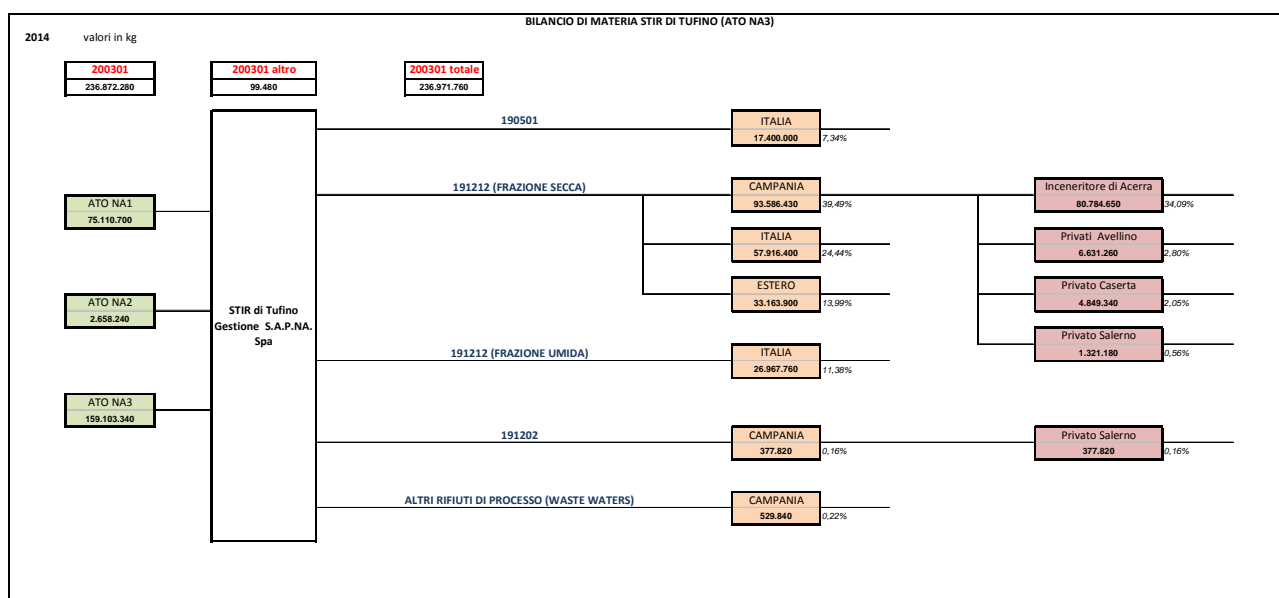 BILANCIO DI MATERIA STIR DI TUFINO (ATO NA3)
2014 valori in kg
200301 200301 altro 200301 totale
236.872.280 99.480 236.971.760
190501 ITALIA
17.400.000 7,34%
191212 (FRAZIONE SECCA) CAMPANIA Inceneritore di Acerra
93.586.430 39,49% 80.784.650 34,09%
ATO NA1
75.110.700
ITALIA Privati Avellino
57.916.400 24,44% 6.631.260 2,80%
ESTERO Privato Caserta
33.163.900 13,99% 4.849.340 2,05%
ATO NA2
2.658.240
STIR di Tufino
Gestione S.A.P.NA.
Spa
Privato Salerno
1.321.180 0,56%
191212 (FRAZIONE UMIDA) ITALIA
26.967.760 11,38%
ATO NA3
159.103.340
191202 CAMPANIA Privato Salerno
377.820 0,16% 377.820 0,16%
ALTRI RIFIUTI DI PROCESSO (WASTE WATERS) CAMPANIA
529.840 0,22%